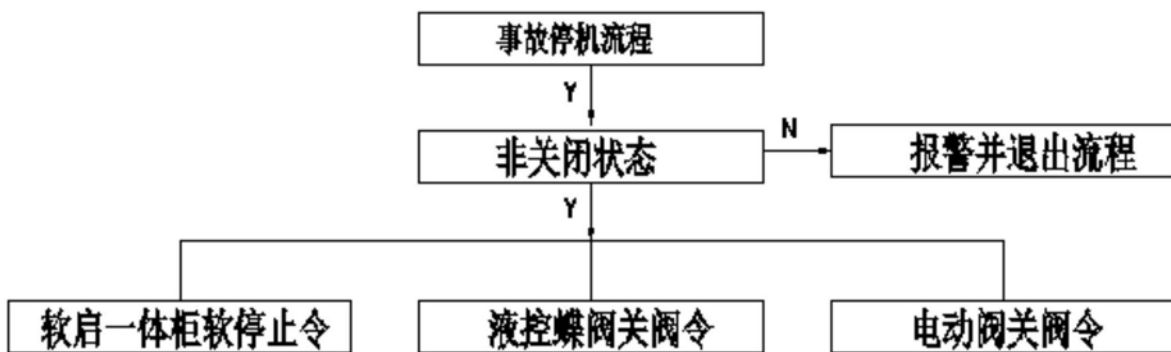 事故停机流程
Y
非关闭状态
N
报警并退出流程
Y
软启一体柜软停止令
液控蝶阀关阀令
电动阀关阀令